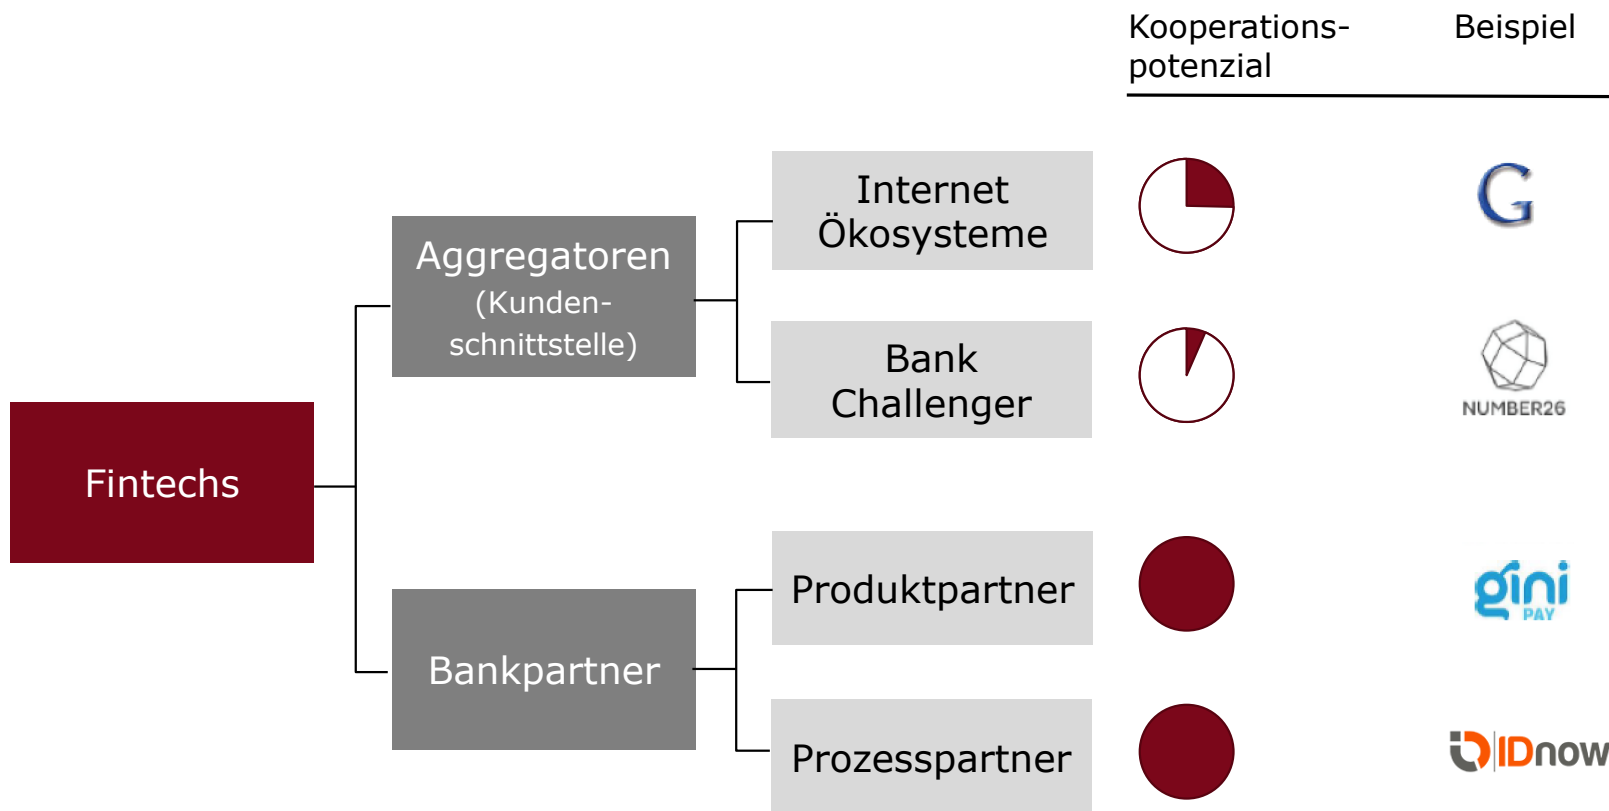 Kooperations-
potenzial
Beispiel
Internet
Ökosysteme
G
Aggregatoren
(Kunden-
schnittstelle)
Bank
Challenger
NUMBER26
Fintechs
Produktpartner
gini
PAY
Bankpartner
Prozesspartner
IDnow